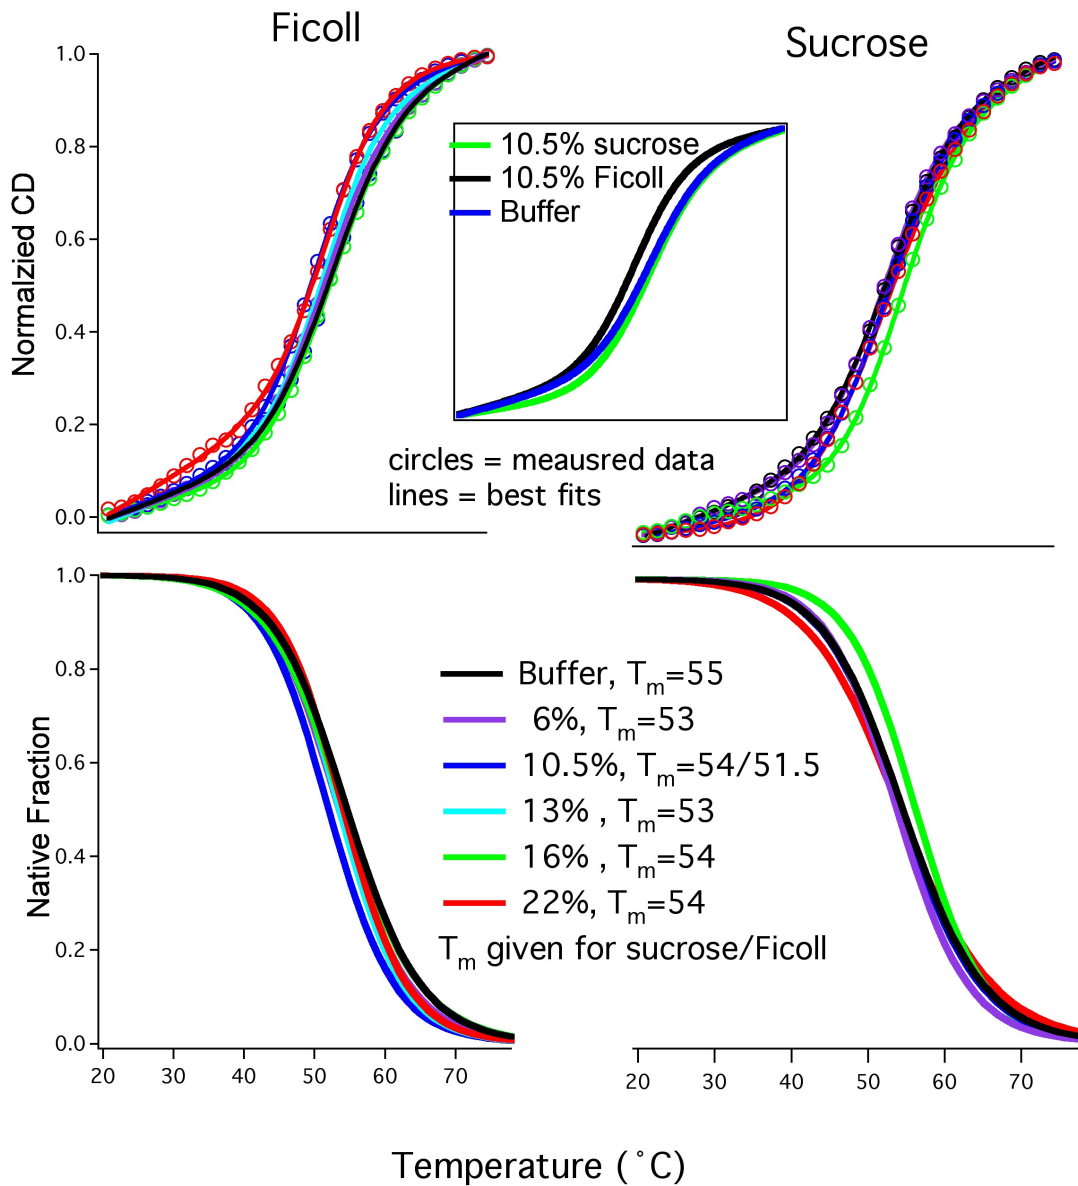 Ficoll
Sucrose
Normalzied CD
1.0
0.8
0.6
0.4
0.2
0.0
10.5% sucrose
10.5% Ficoll
Buffer
circles = meausred data
lines = best fits
Native Fraction
1.0
0.8
0.6
0.4
0.2
0.0
Buffer, Tm=55
6%, Tm=53
10.5%, Tm=54/51.5
13% , Tm=53
16% , Tm=54
22%, Tm=54
Tm given for sucrose/Ficoll
20 30 40 50 60 70
20 30 40 50 60 70
Temperature (˚C)